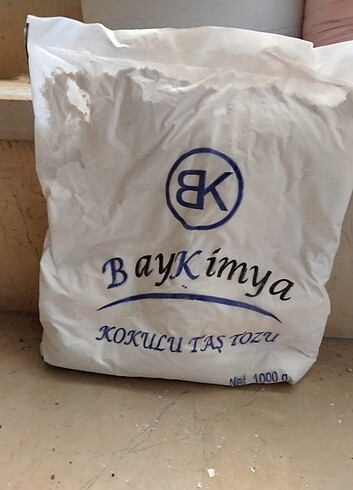 BK
BayKimya
KOKULU TAŞ TOZU
Net 1000 g